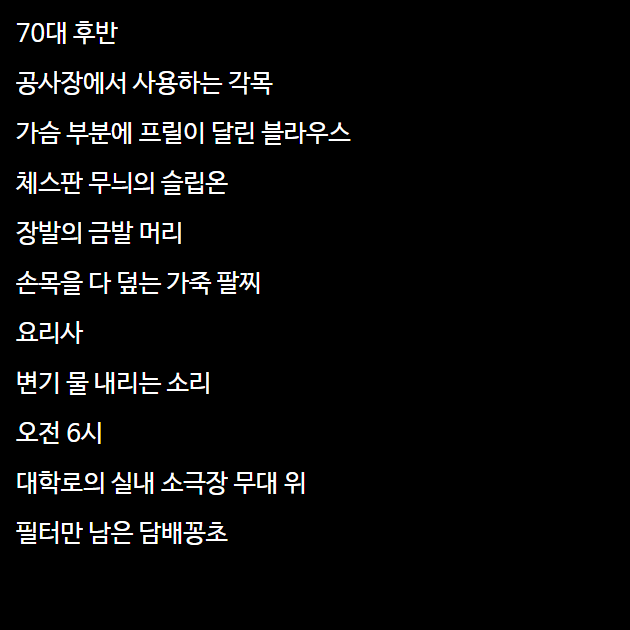 70대 후반
공사장에서 사용하는 각목
가슴 부분에 프릴이 달린 블라우스
체스판 무늬의 슬립온
장발의 금발 머리
손목을 다 덮는 가죽 팔찌
요리사
변기 물 내리는 소리
오전 6시
대학로의 실내 소극장 무대 위
필터만 남은 담배꽁초